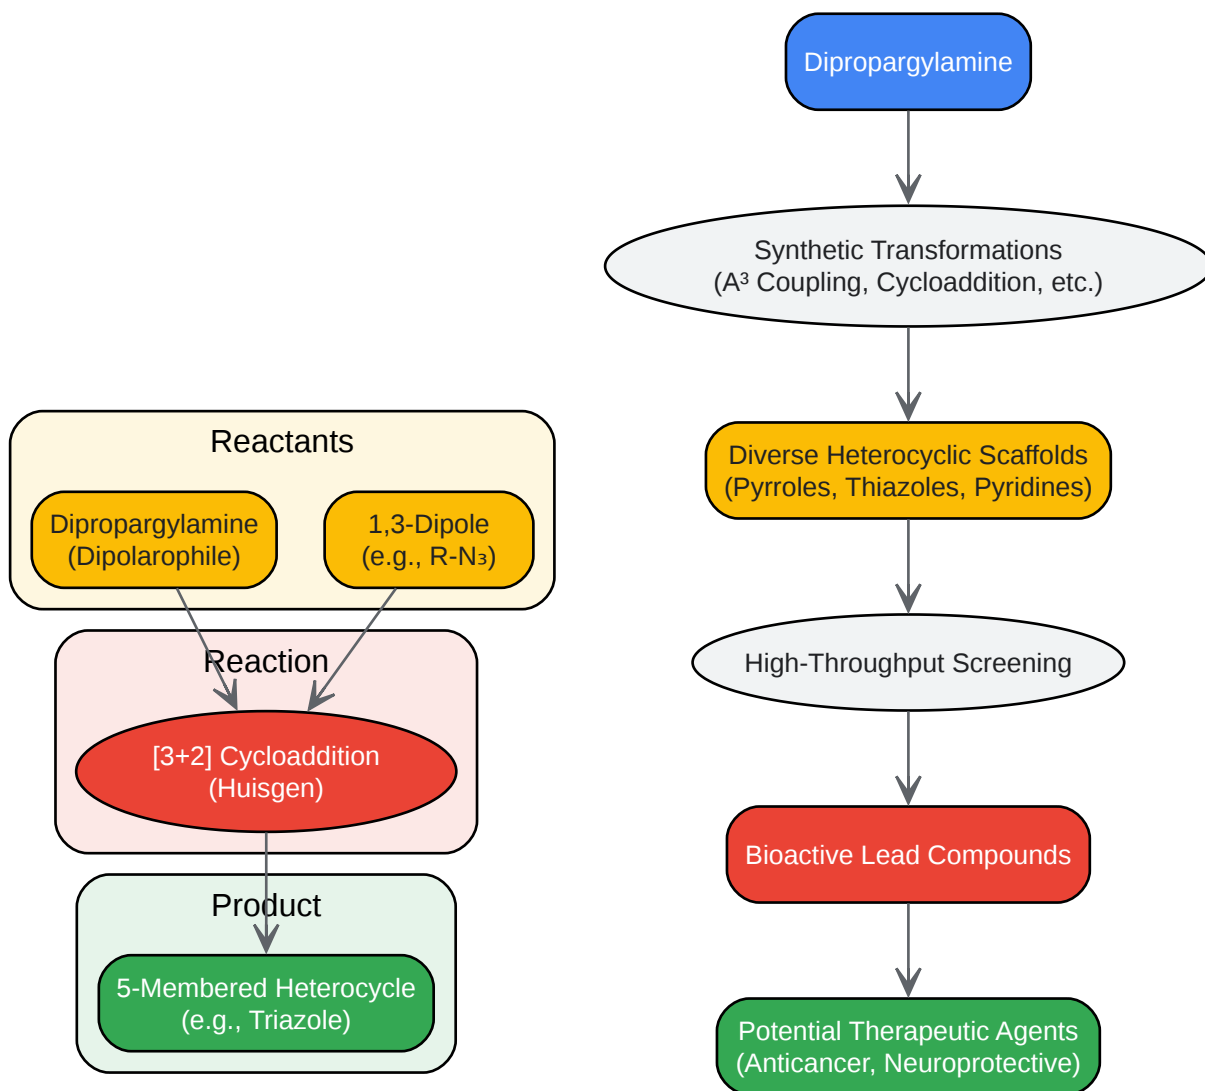 Dipropargylamine
Synthetic Transformations
(A³ Coupling, Cycloaddition, etc.)
Diverse Heterocyclic Scaffolds
(Pyrroles, Thiazoles, Pyridines)
High-Throughput Screening
Bioactive Lead Compounds
Potential Therapeutic Agents
(Anticancer, Neuroprotective)
Reactants
Dipropargylamine
(Dipolarophile)
1,3-Dipole
(e.g., R-N₃)
Reaction
[3+2] Cycloaddition
(Huisgen)
Product
5-Membered Heterocycle
(e.g., Triazole)